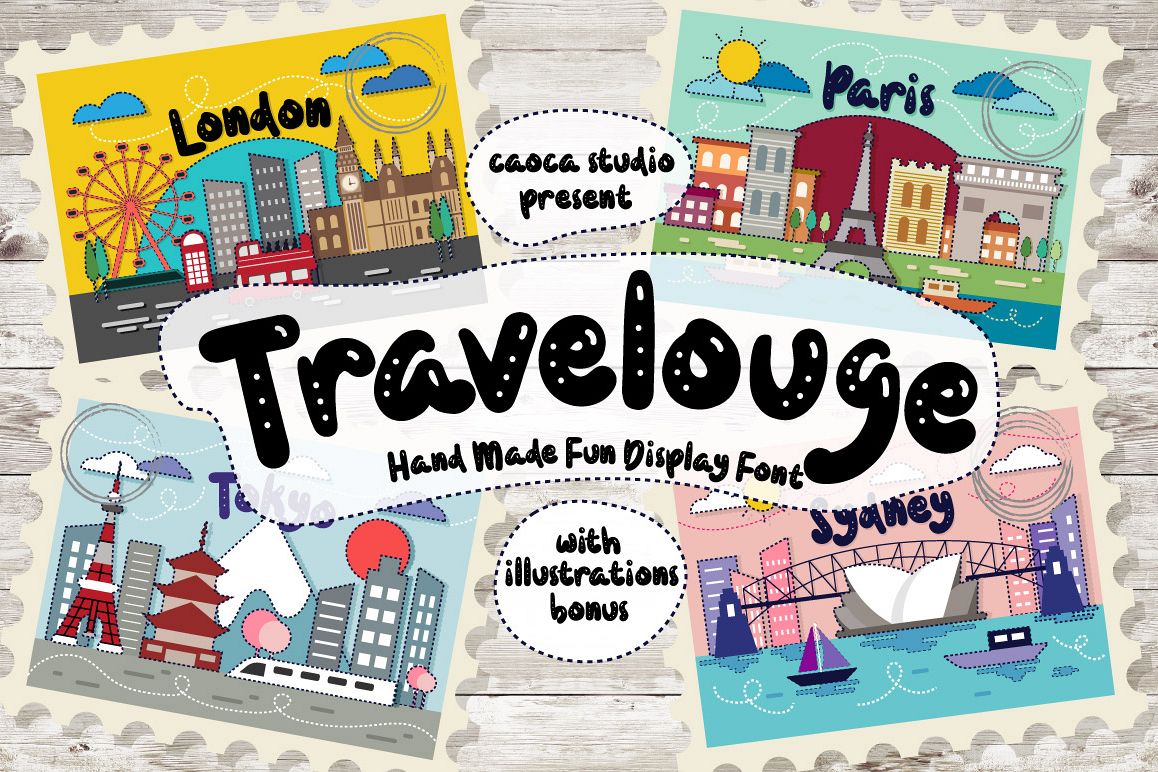 London
Paris
caoca studio
present
Travelouge
Hand Made Fun Display Font
Tokyo
Sydney
with
illustrations
bonus